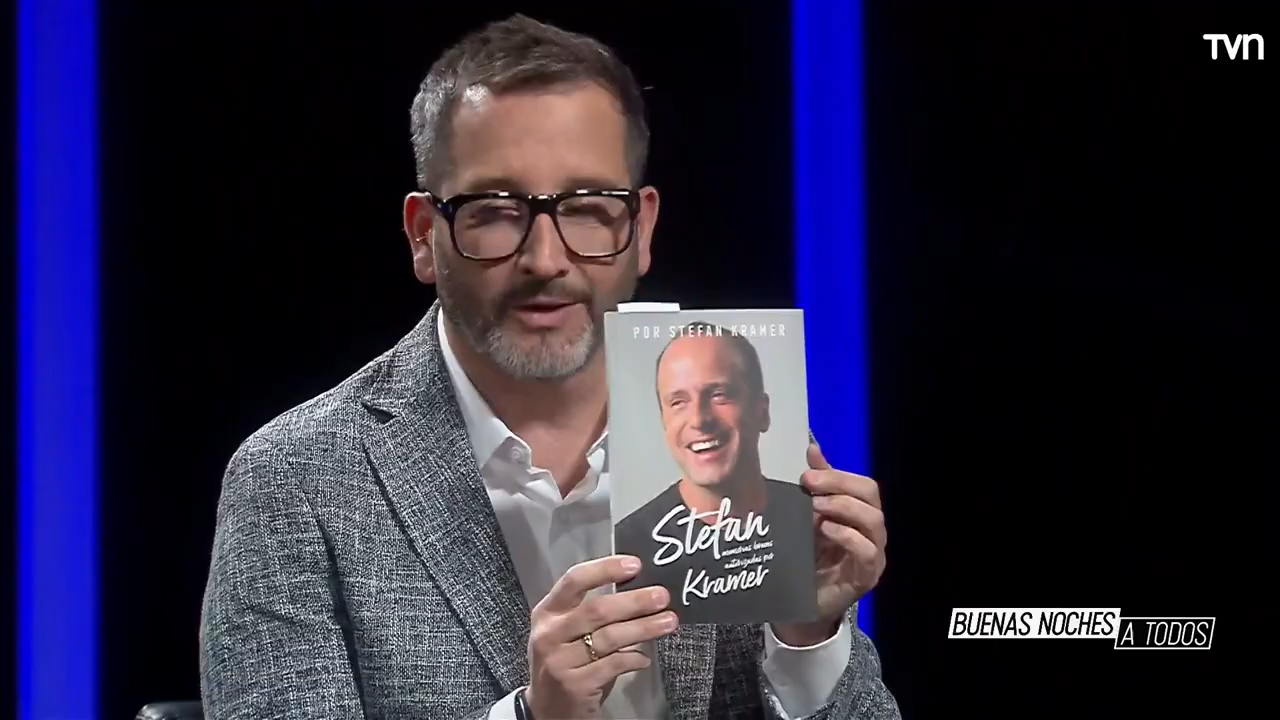 TVN
POR STEFAN KRAMER
Stefan
memorias breves
autorizadas por
Kramer
BUENAS NOCHES
A TODOS